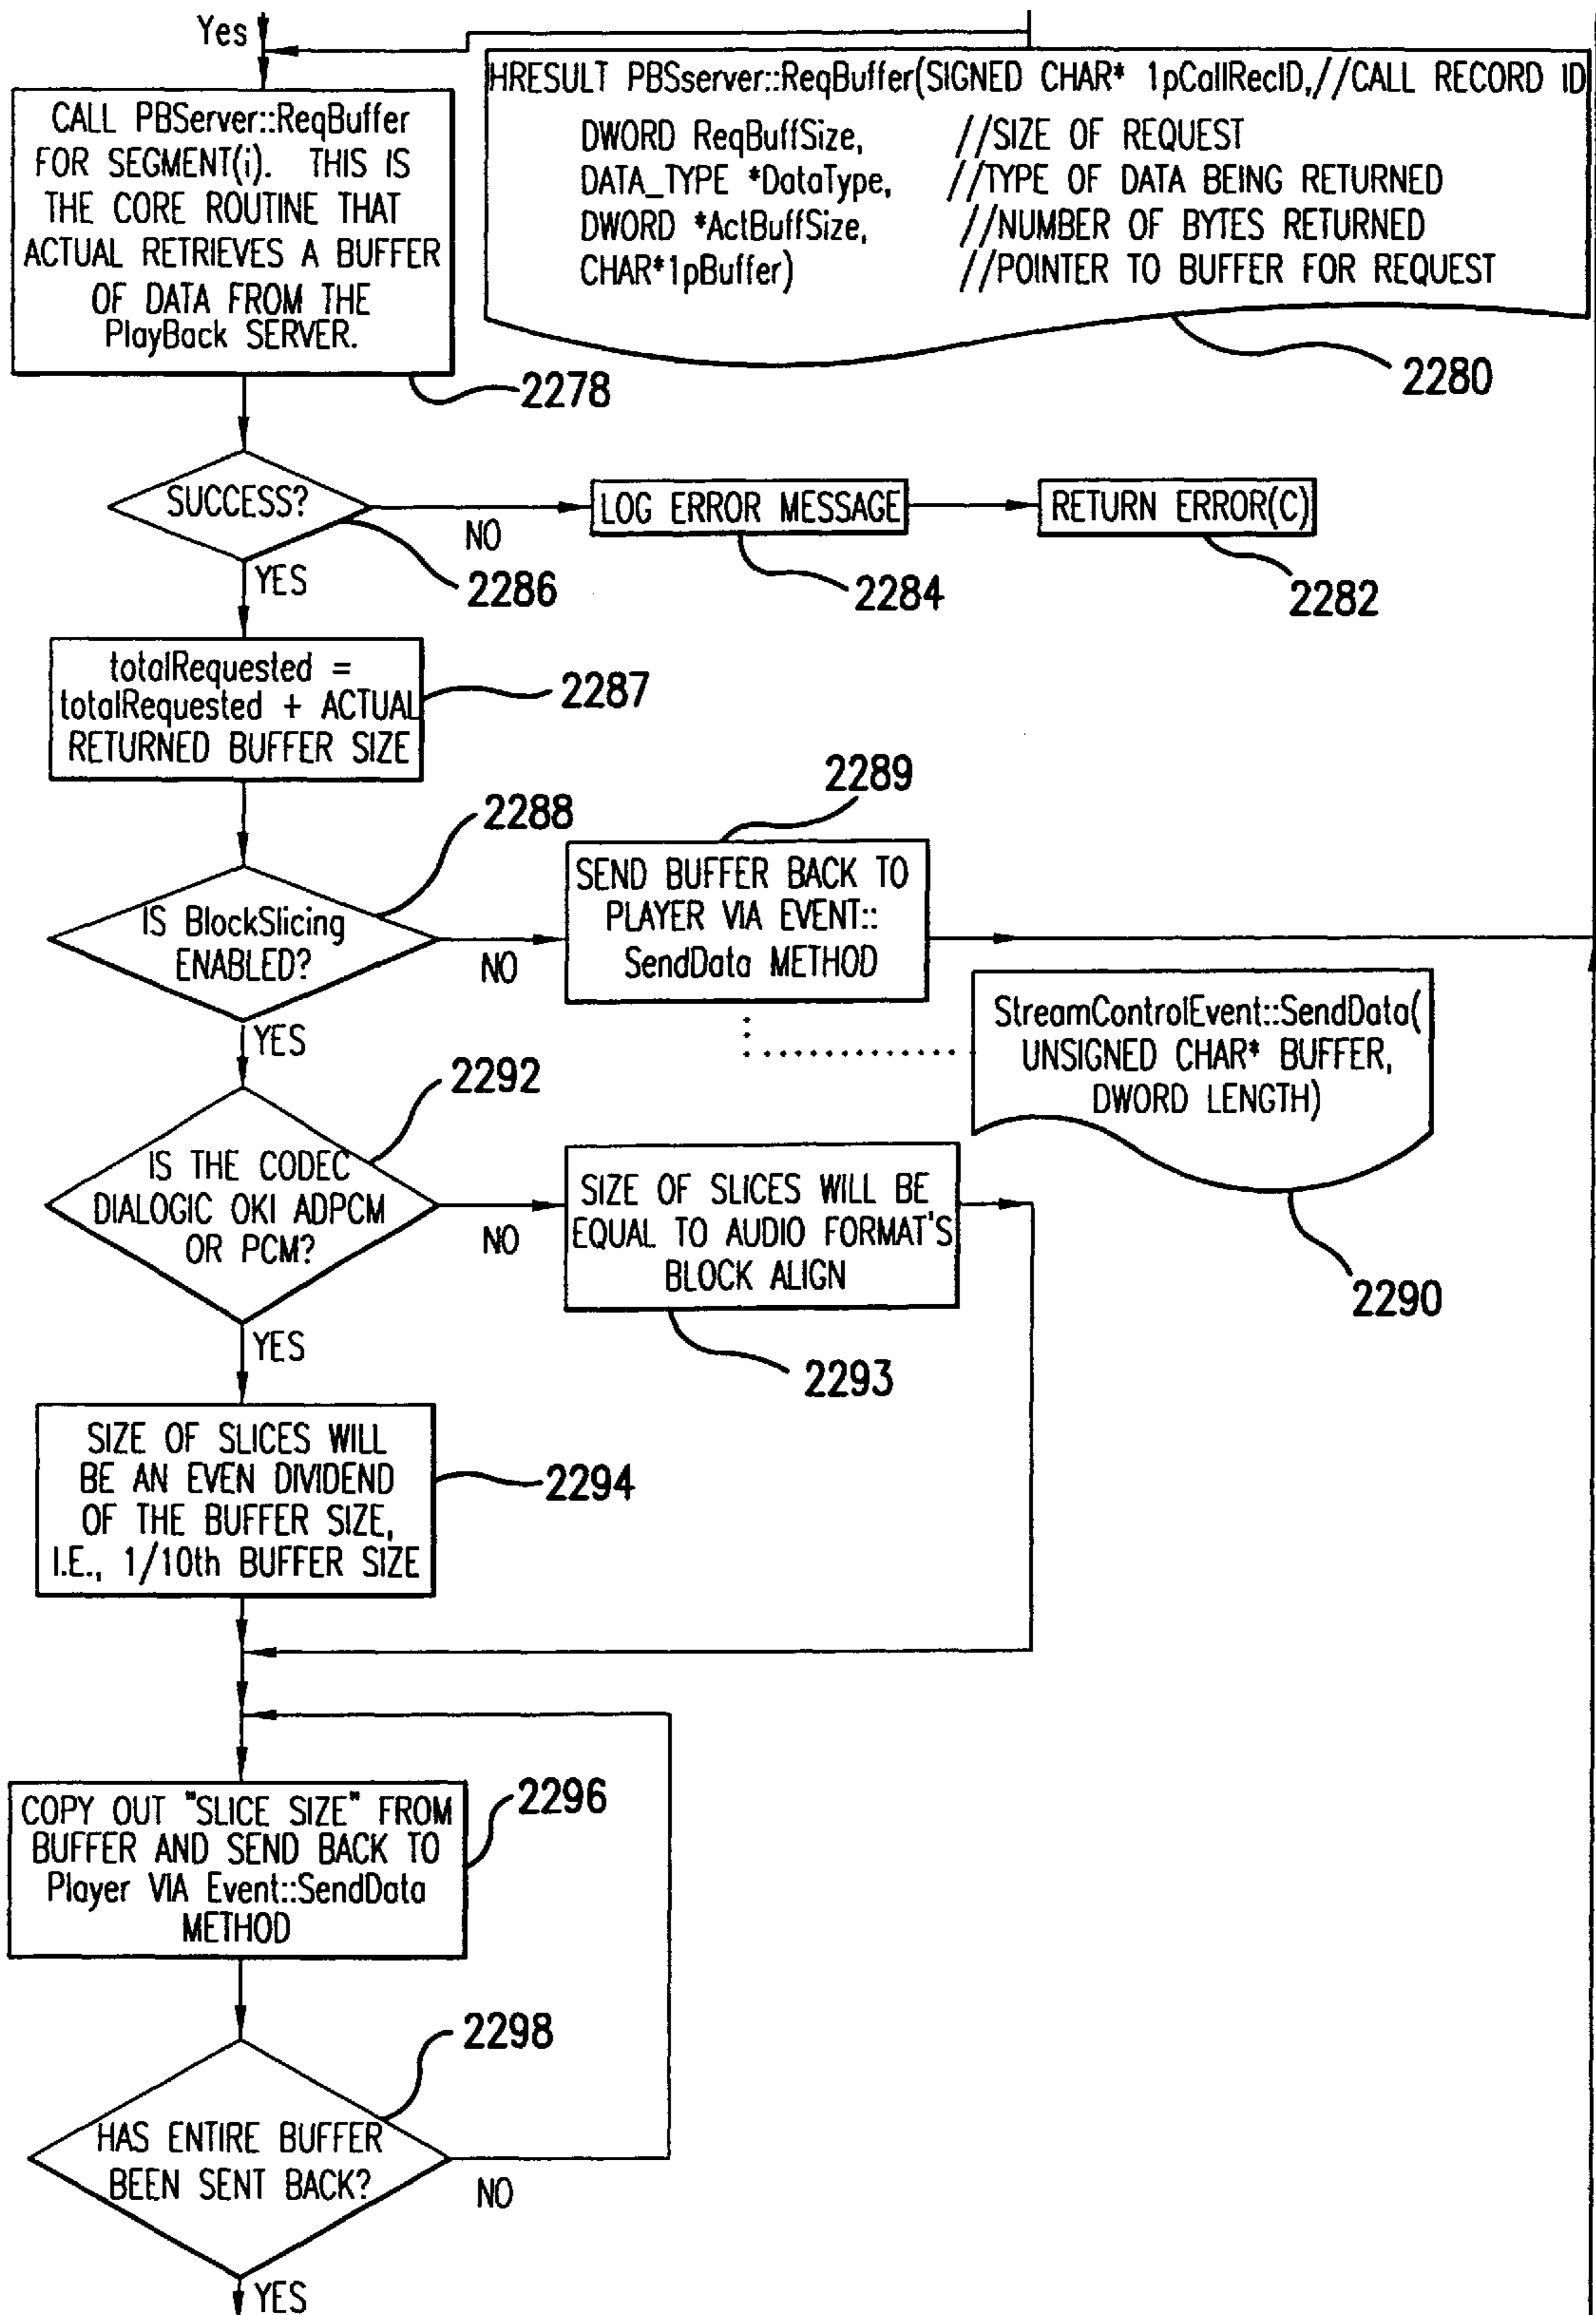 Yes
CALL PBServer::ReqBuffer
FOR SEGMENT(i). THIS IS
THE CORE ROUTINE THAT
ACTUAL RETRIEVES A BUFFER
OF DATA FROM THE
PlayBack SERVER.
2278
HRESULT PBSserver::ReqBuffer(SIGNED CHAR* 1pCallRecID,//CALL RECORD ID
DWORD ReqBuffSize, //SIZE OF REQUEST
DATA_TYPE *DataType, //TYPE OF DATA BEING RETURNED
DWORD *ActBuffSize, //NUMBER OF BYTES RETURNED
CHAR*1pBuffer) //POINTER TO BUFFER FOR REQUEST
2280
SUCCESS?
NO
YES
2286
LOG ERROR MESSAGE
2284
RETURN ERROR(C)
2282
totalRequested =
totalRequested + ACTUAL
RETURNED BUFFER SIZE
2287
2288
IS BlockSlicing
ENABLED?
NO
YES
2289
SEND BUFFER BACK TO
PLAYER VIA EVENT::
SendData METHOD
StreamControlEvent::SendData(
UNSIGNED CHAR* BUFFER,
DWORD LENGTH)
2290
2292
IS THE CODEC
DIALOGIC OKI ADPCM
OR PCM?
NO
YES
SIZE OF SLICES WILL BE
EQUAL TO AUDIO FORMAT'S
BLOCK ALIGN
2293
SIZE OF SLICES WILL
BE AN EVEN DIVIDEND
OF THE BUFFER SIZE,
I.E., 1/10th BUFFER SIZE
2294
COPY OUT "SLICE SIZE" FROM
BUFFER AND SEND BACK TO
Player VIA Event::SendData
METHOD
2296
2298
HAS ENTIRE BUFFER
BEEN SENT BACK?
NO
YES